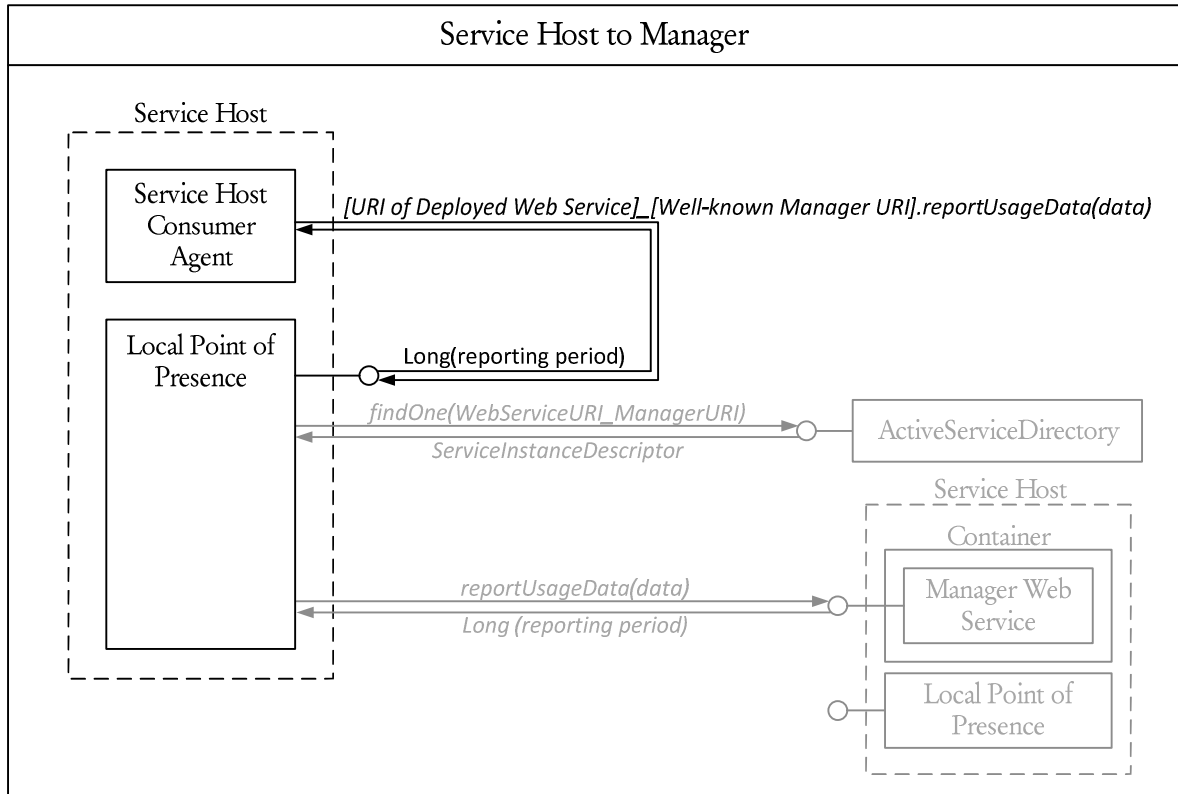 Service Host to Manager
Service Host
Service Host
Consumer
Agent
[URI of Deployed Web Service]_[Well-known Manager URI].reportUsageData(data)
Local Point of
Presence
Long(reporting period)
findOne(WebServiceURI_ManagerURI)
ServiceInstanceDescriptor
ActiveServiceDirectory
Service Host
Container
Manager Web
Service
reportUsageData(data)
Long (reporting period)
Local Point of
Presence